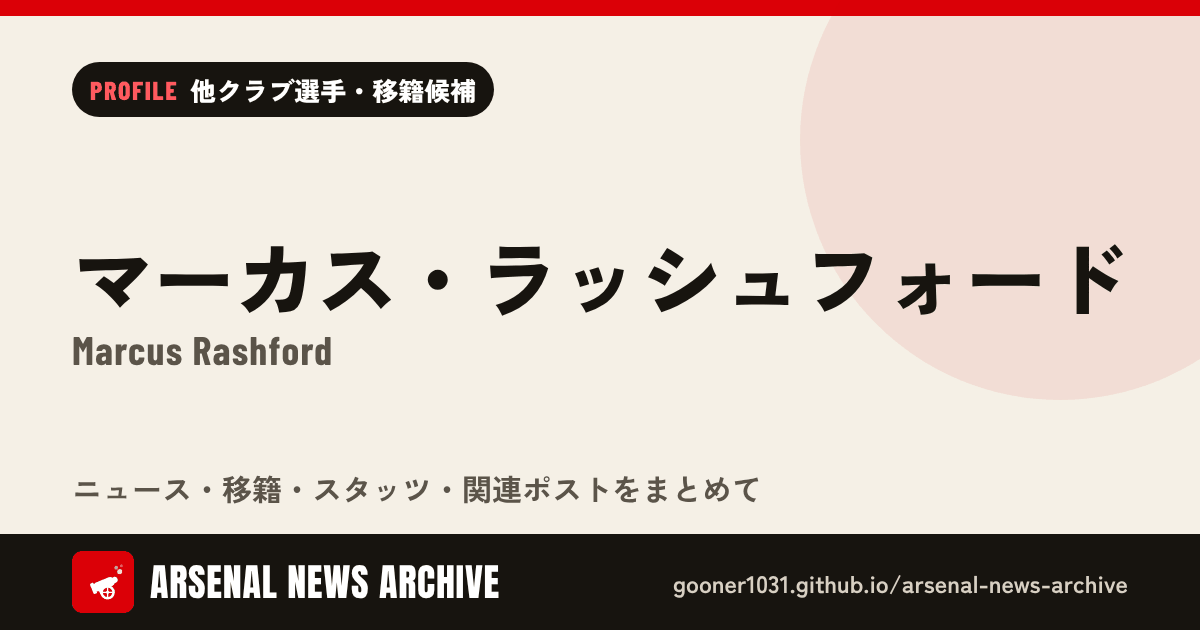 PROFILE 他クラブ選手・移籍候補
マーカス・ラッシュフォード
Marcus Rashford
ニュース・移籍・スタッツ・関連ポストをまとめて
ARSENAL NEWS ARCHIVE
gooner1031.github.io/arsenal-news-archive